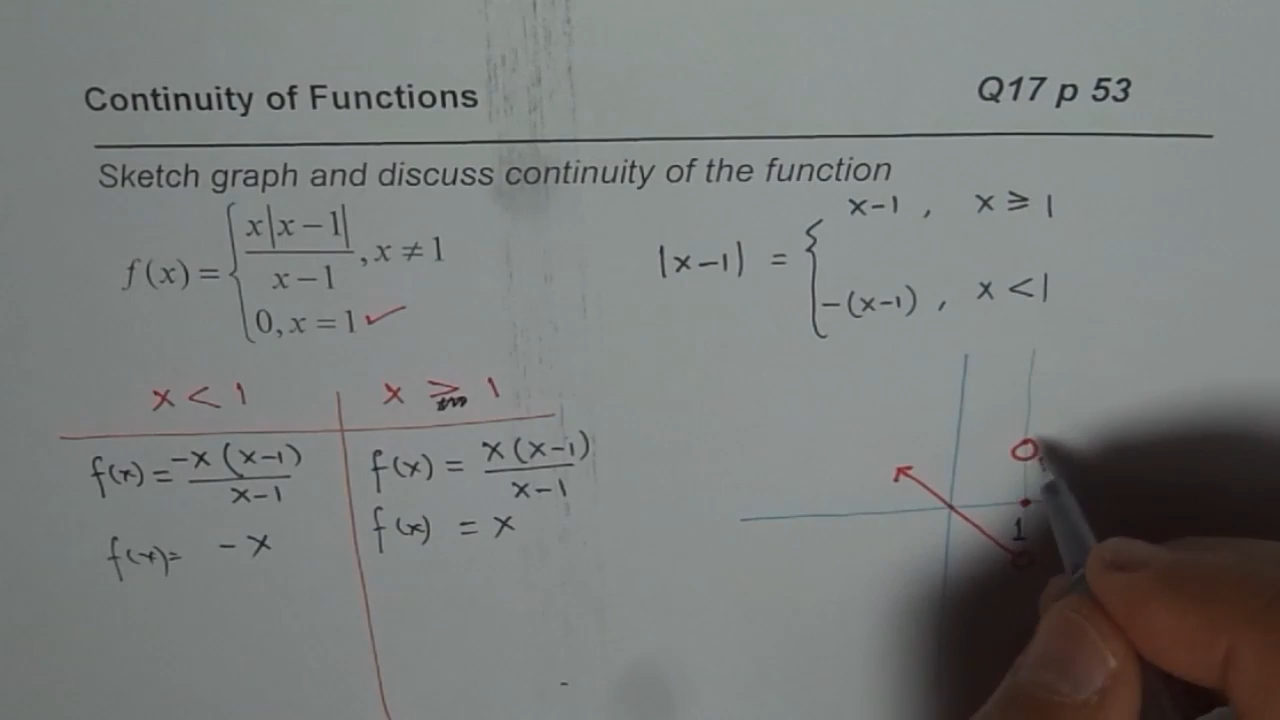 Continuity of Functions Q17 p 53
Sketch graph and discuss continuity of the function
f(x) = { x|x−1| / x−1 , x ≠ 1
0, x = 1 ✓
|x−1| = { x−1 , x ≥ 1
−(x−1) , x < 1
x < 1
f(x) = −x(x−1) / x−1
f(x) = −x
x ≥ 1
f(x) = x(x−1) / x−1
f(x) = x
1